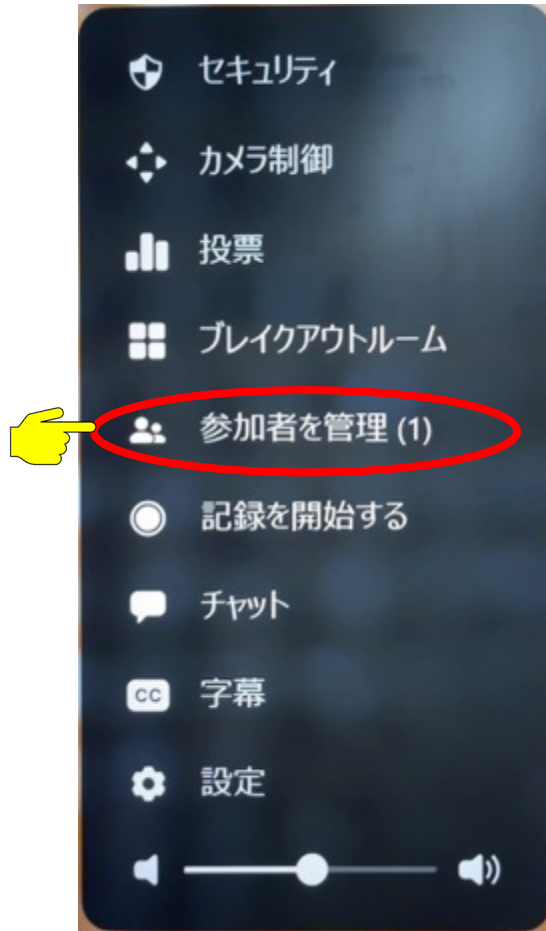 セキュリティ
カメラ制御
投票
ブレイクアウトルーム
参加者を管理 (1)
記録を開始する
チャット
CC 字幕
設定